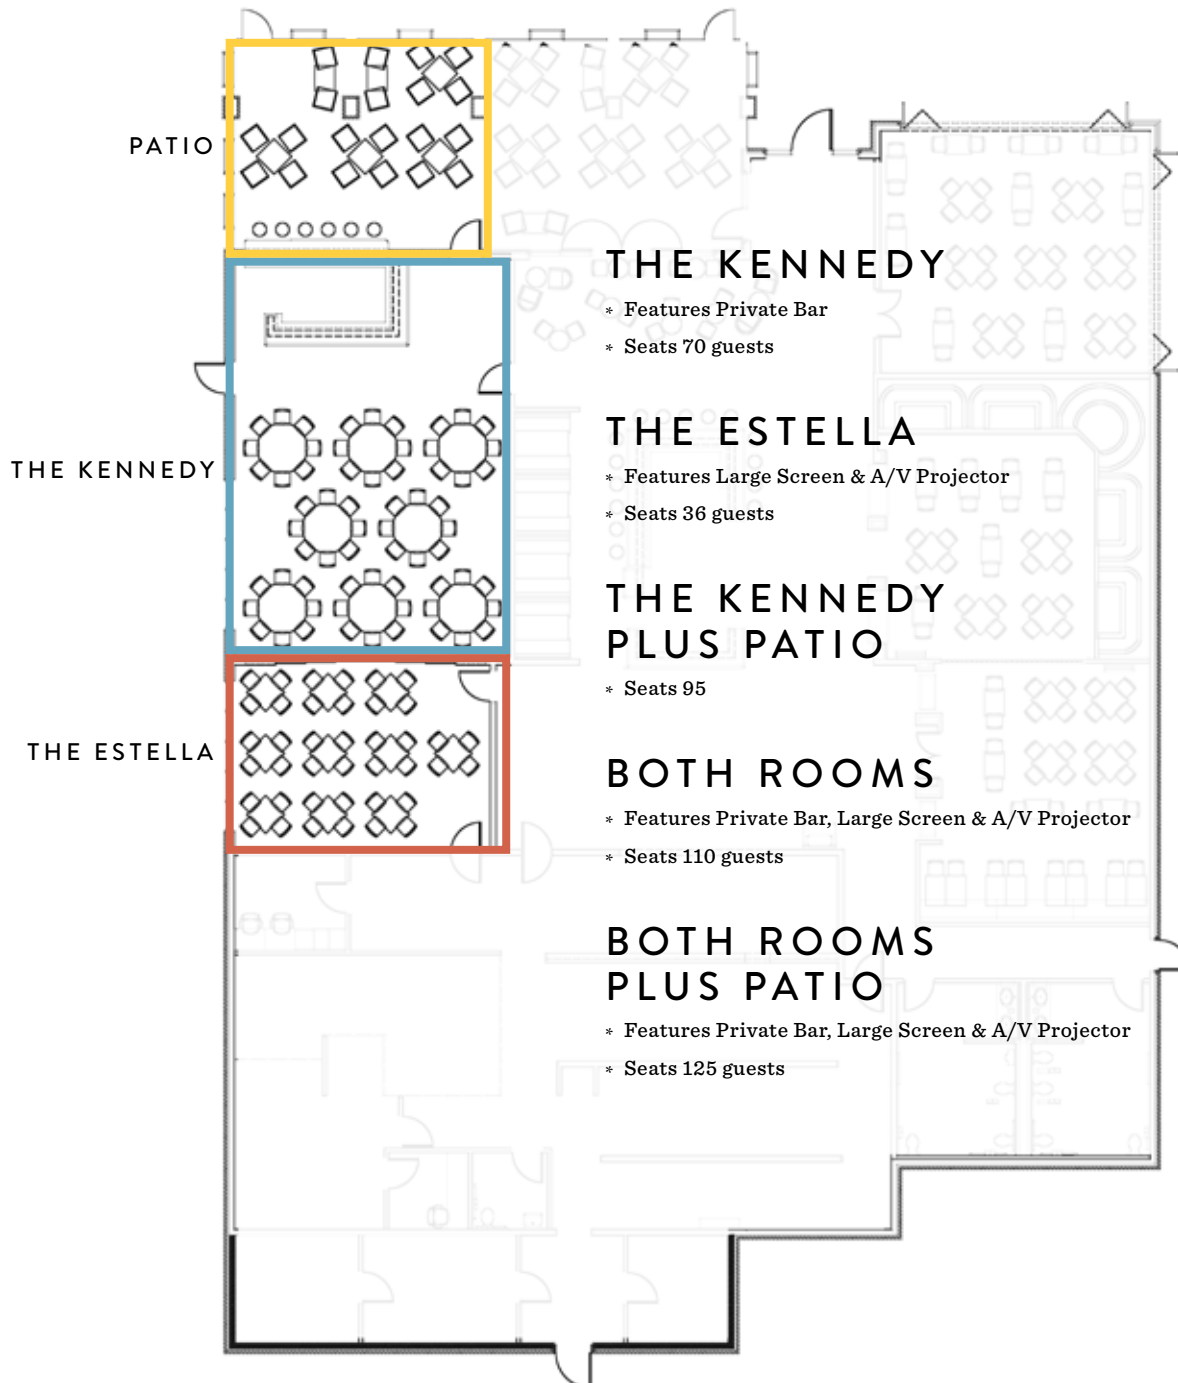 PATIO
THE KENNEDY
THE ESTELLA
THE KENNEDY
* Features Private Bar
* Seats 70 guests
THE ESTELLA
* Features Large Screen & A/V Projector
* Seats 36 guests
THE KENNEDY
PLUS PATIO
* Seats 95
BOTH ROOMS
* Features Private Bar, Large Screen & A/V Projector
* Seats 110 guests
BOTH ROOMS
PLUS PATIO
* Features Private Bar, Large Screen & A/V Projector
* Seats 125 guests